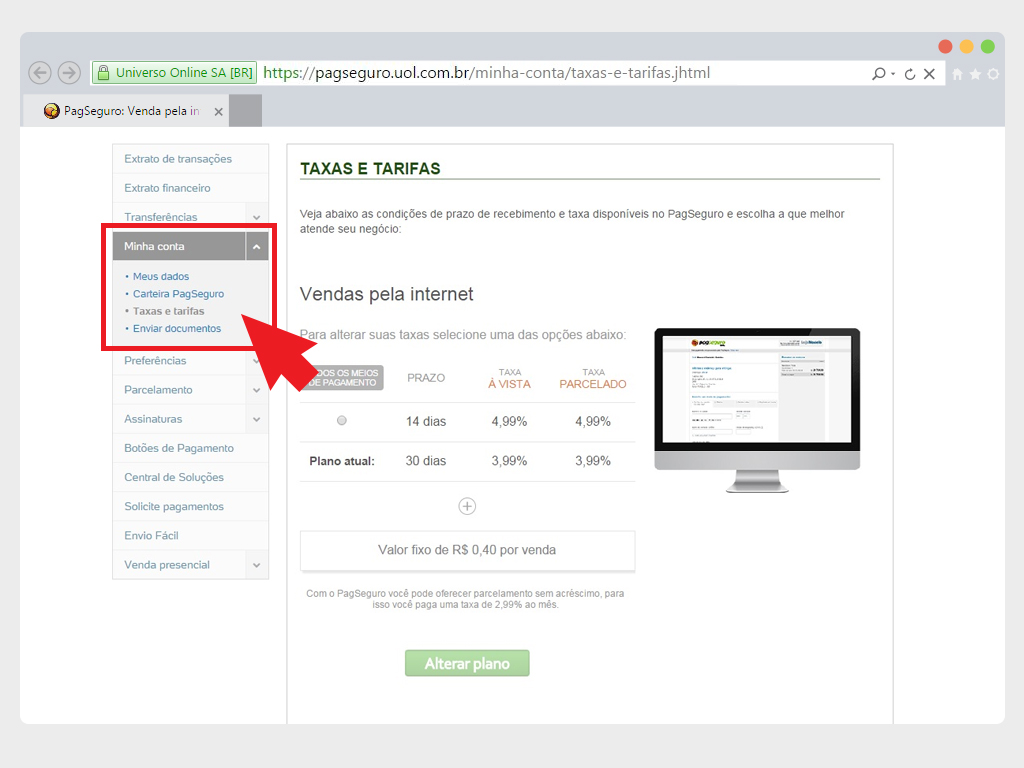 Universo Online SA [BR]
https://pagseguro.uol.com.br/minha-conta/taxas-e-tarifas.jhtml
PagSeguro: Venda pela in
Extrato de transações
Extrato financeiro
Transferências
Minha conta
• Meus dados
• Carteira PagSeguro
• Taxas e tarifas
• Enviar documentos
Preferências
Parcelamento
Assinaturas
Botões de Pagamento
Central de Soluções
Solicite pagamentos
Envio Fácil
Venda presencial
TAXAS E TARIFAS
Veja abaixo as condições de prazo de recebimento e taxa disponíveis no PagSeguro e escolha a que melhor
atende seu negócio:
Vendas pela internet
Para alterar suas taxas selecione uma das opções abaixo:
OS MEIOS
DE PAGAMENTO
PRAZO
TAXA
À VISTA
TAXA
PARCELADO
14 dias 4,99% 4,99%
Plano atual: 30 dias 3,99% 3,99%
Valor fixo de R$ 0,40 por venda
Com o PagSeguro você pode oferecer parcelamento sem acréscimo, para
isso você paga uma taxa de 2,99% ao mês.
Alterar plano
pagseguro